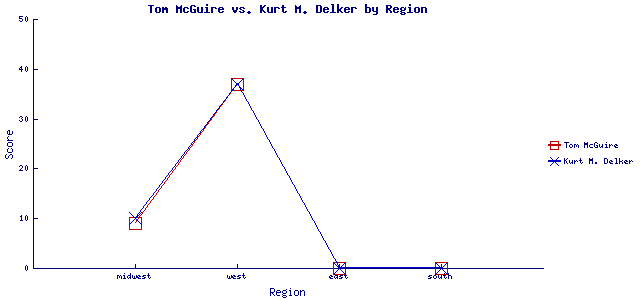 Tom McGuire vs. Kurt M. Delker by Region
50
40
30
20
10
0
Score
midwest west east south
Region
Tom McGuire
Kurt M. Delker